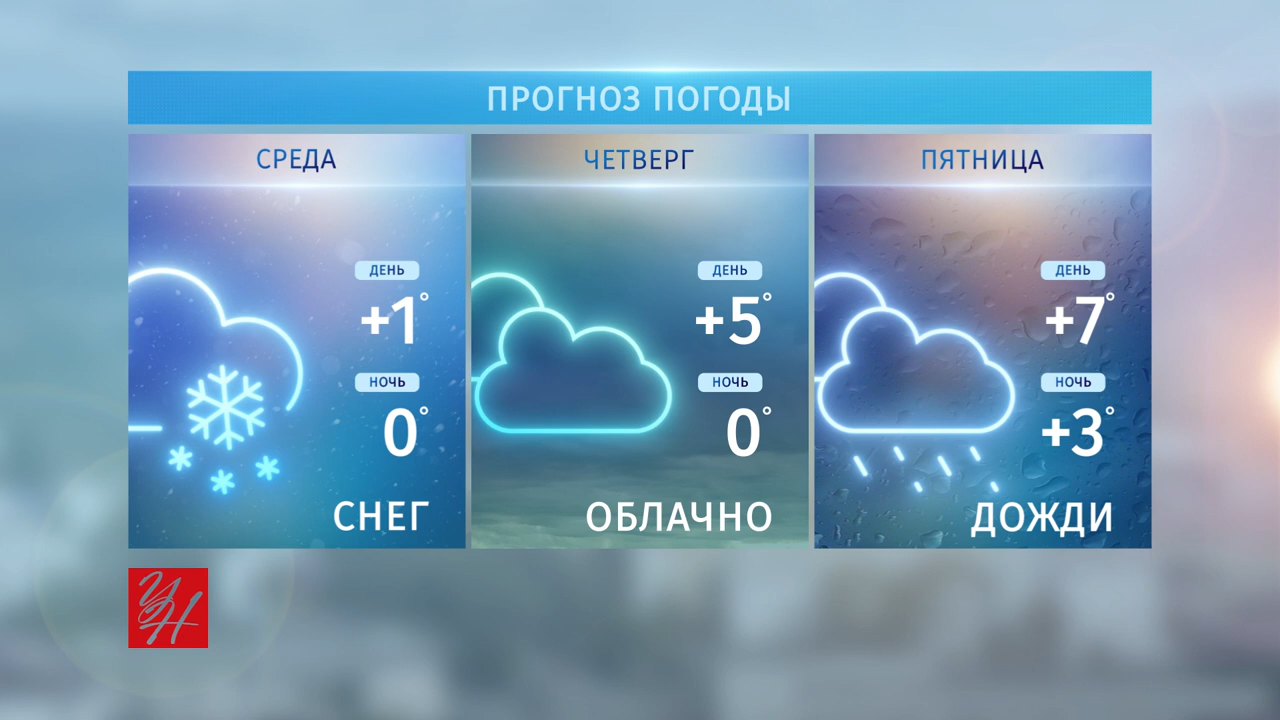 ПРОГНОЗ ПОГОДЫ
СРЕДА
ДЕНЬ
+1°
НОЧЬ
0°
СНЕГ
ЧЕТВЕРГ
ДЕНЬ
+5°
НОЧЬ
0°
ОБЛАЧНО
ПЯТНИЦА
ДЕНЬ
+7°
НОЧЬ
+3°
ДОЖДИ
УН